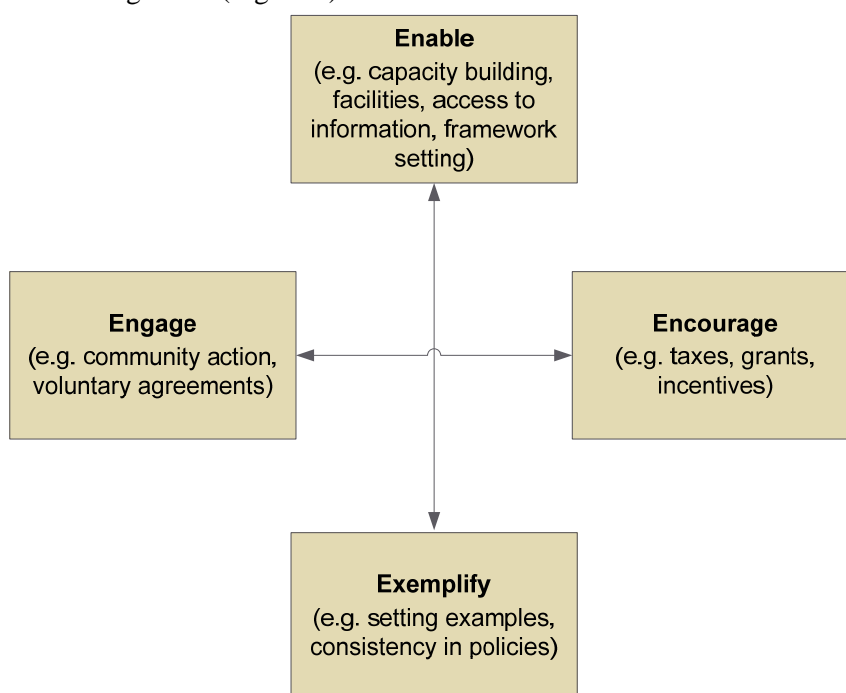 Enable
(e.g. capacity building,
facilities, access to
information, framework
setting)
Engage
(e.g. community action,
voluntary agreements)
Encourage
(e.g. taxes, grants,
incentives)
Exemplify
(e.g. setting examples,
consistency in policies)